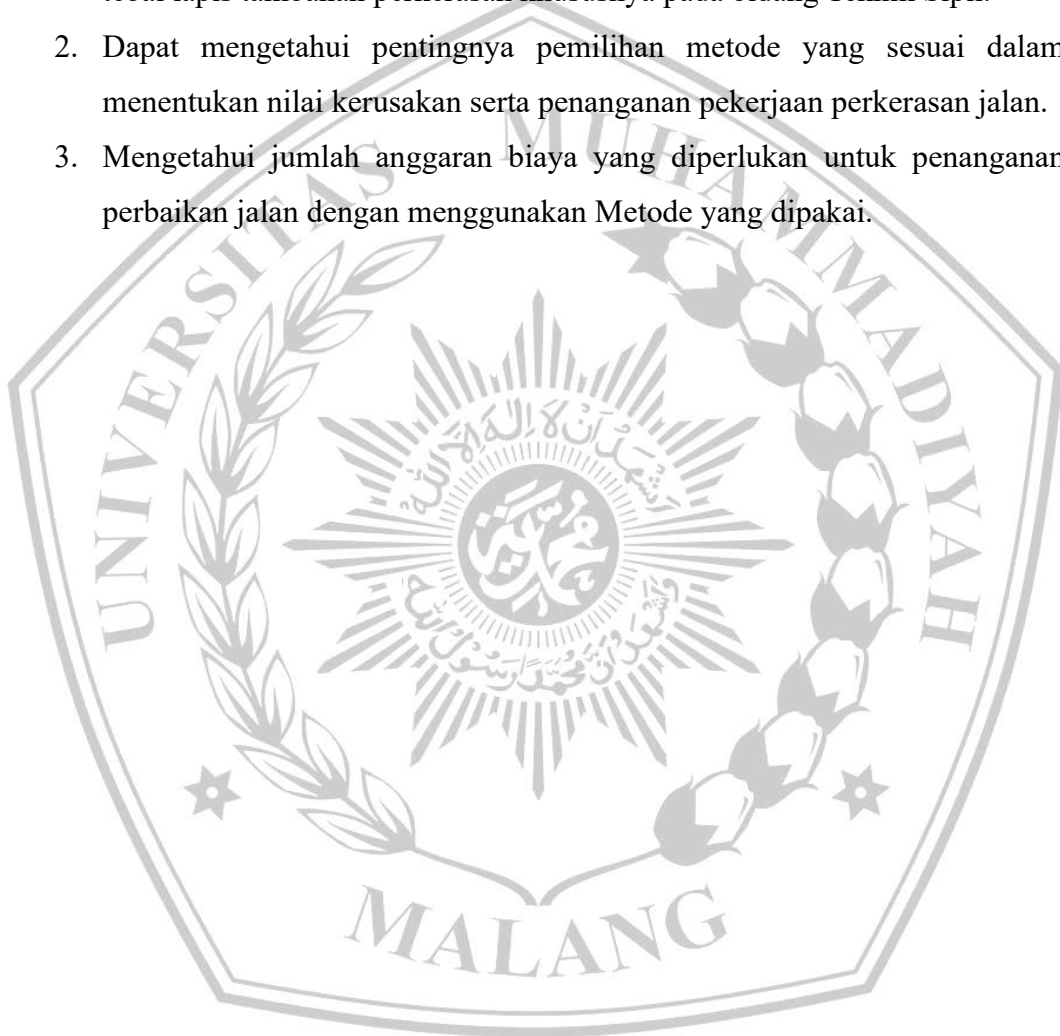 2. Dapat mengetahui pentingnya pemilihan metode yang sesuai dalam
menentukan nilai kerusakan serta penanganan pekerjaan perkerasan jalan.
3. Mengetahui jumlah anggaran biaya yang diperlukan untuk penanganan
perbaikan jalan dengan menggunakan Metode yang dipakai.
UNIVERSITAS MUHAMMADIYAH
MALANG